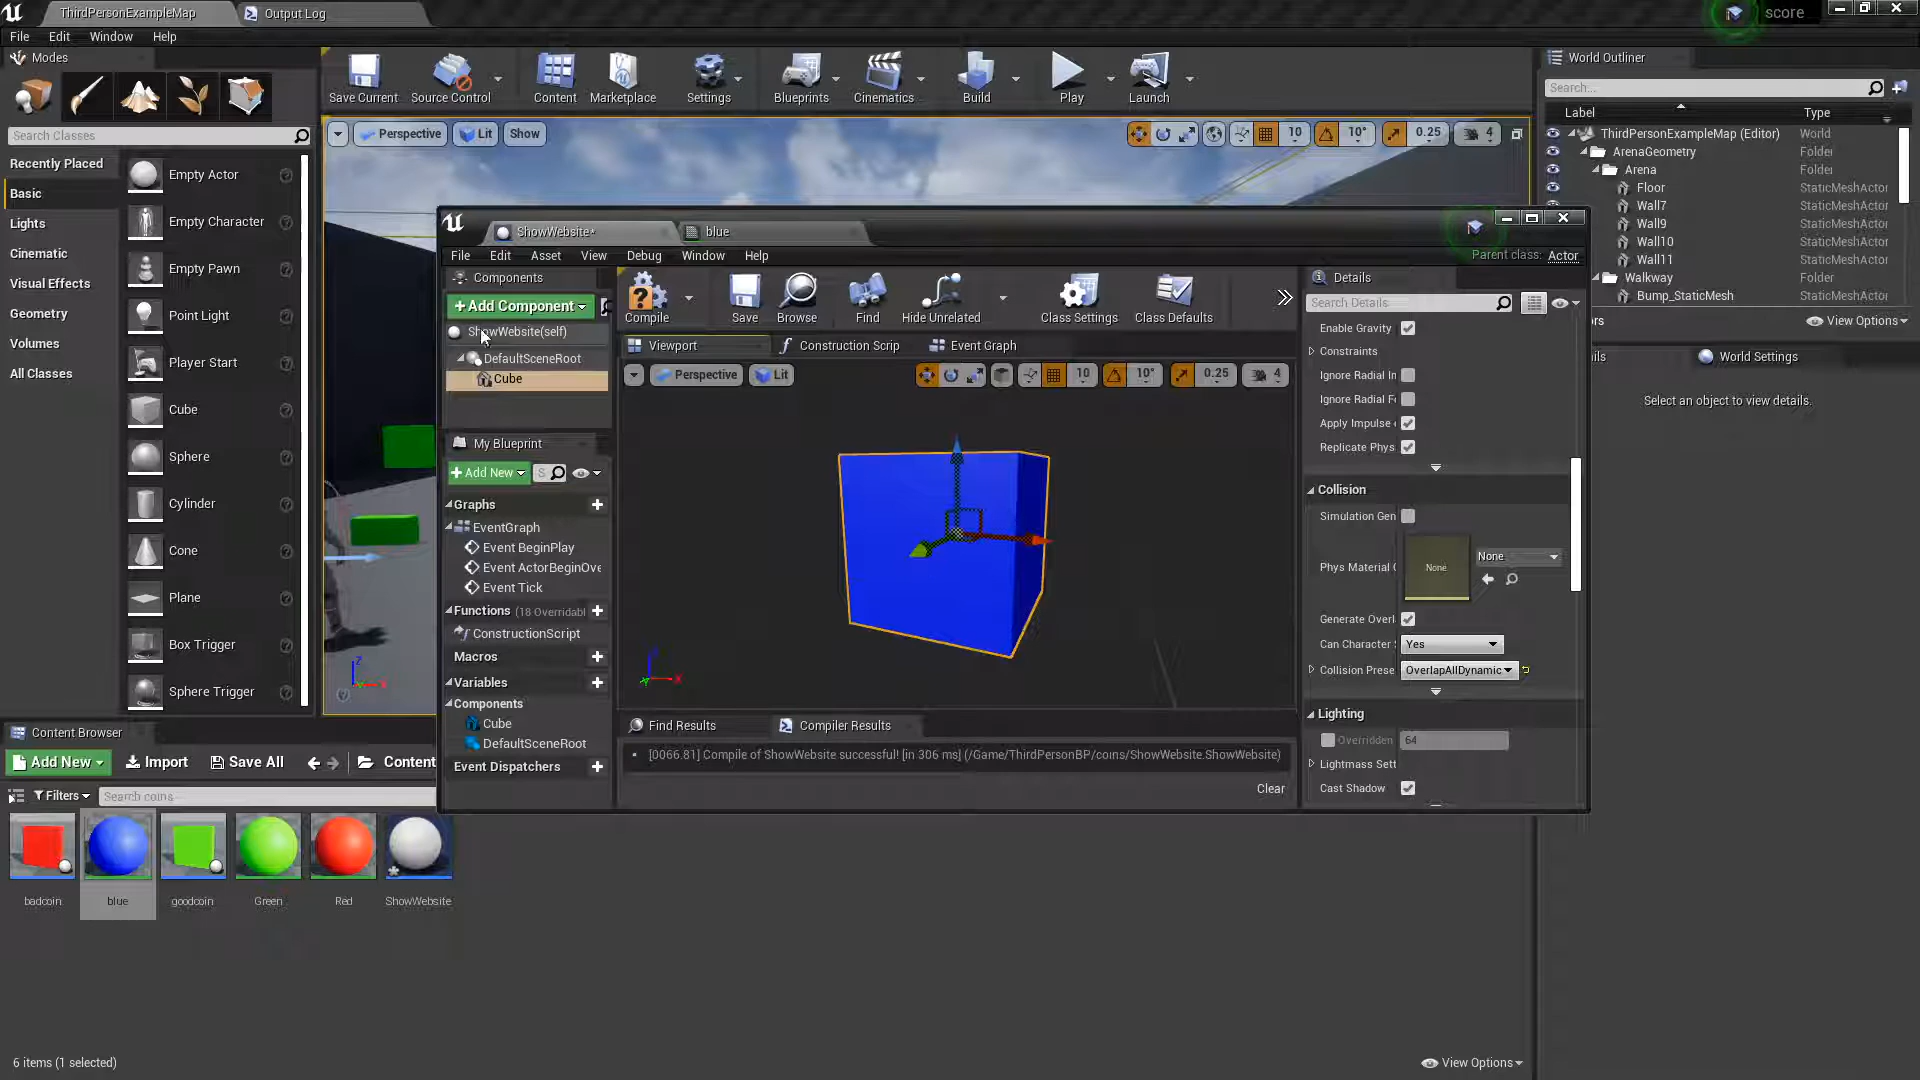 ThirdPersonExampleMap
Output Log
score
File Edit Window Help
Modes
Search Classes
Recently Placed
Basic
Lights
Cinematic
Visual Effects
Geometry
Volumes
All Classes
Empty Actor
Empty Character
Empty Pawn
Point Light
Player Start
Cube
Sphere
Cylinder
Cone
Plane
Box Trigger
Sphere Trigger
Save Current
Source Control
Content
Marketplace
Settings
Blueprints
Cinematics
Build
Play
Launch
Perspective Lit Show
10 10° 0.25 4
World Outliner
Search...
Label Type
ThirdPersonExampleMap (Editor) World
ArenaGeometry Folder
Arena Folder
Floor StaticMeshActor
Wall7 StaticMeshActor
Wall9 StaticMeshActor
Wall10 StaticMeshActor
Wall11 StaticMeshActor
Walkway Folder
Bump_StaticMesh StaticMeshActor
ors
View Options
ils
World Settings
Select an object to view details.
ShowWebsite*
blue
File Edit Asset View Debug Window Help
Parent class: Actor
Components
+Add Component
ShowWebsite(self)
DefaultSceneRoot
Cube
My Blueprint
+Add New
S
Graphs
EventGraph
Event BeginPlay
Event ActorBeginOve
Event Tick
Functions (18 Overridabl
ConstructionScript
Macros
Variables
Components
Cube
DefaultSceneRoot
Event Dispatchers
Compile
Save
Browse
Find
Hide Unrelated
Class Settings
Class Defaults
Viewport
Construction Scrip
Event Graph
Perspective Lit
10 10° 0.25 4
Z
X
Find Results
Compiler Results
[0066.81] Compile of ShowWebsite successful! [in 306 ms] (/Game/ThirdPersonBP/coins/ShowWebsite.ShowWebsite)
Clear
Details
Search Details
Enable Gravity
Constraints
Ignore Radial In
Ignore Radial F
Apply Impulse
Replicate Phys
Collision
Simulation Gen
Phys Material
None
None
Generate Overl
Can Character
Yes
Collision Prese
OverlapAllDynamic
Lighting
Overridden 64
Lightmass Sett
Cast Shadow
Content Browser
Add New
Import
Save All
Content
Filters
Search coins
badcoin
blue
goodcoin
Green
Red
ShowWebsite
6 items (1 selected)
View Options